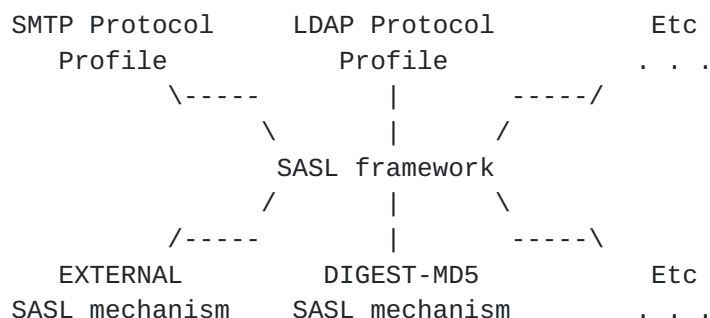 SMTP Protocol     LDAP Protocol          Etc
   Profile           Profile            . . .
          \-----        |       -----/
                \       |      /
                 SASL framework
                /       |      \
          /-----        |       -----\
   EXTERNAL         DIGEST-MD5           Etc
SASL mechanism    SASL mechanism        . . .